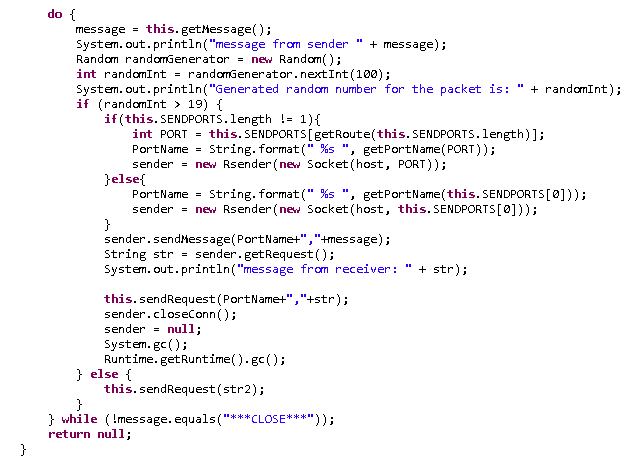 do {
message = this.getMessage();
System.out.println("message from sender " + message);
Random randomGenerator = new Random();
int randomInt = randomGenerator.nextInt(100);
System.out.println("Generated random number for the packet is: " + randomInt);
if (randomInt > 19) {
if(this.SENDPORTS.length != 1){
int PORT = this.SENDPORTS[getRoute(this.SENDPORTS.length)];
PortName = String.format(" %s ", getPortName(PORT));
sender = new Rsender(new Socket(host, PORT));
}else{
PortName = String.format(" %s ", getPortName(this.SENDPORTS[0]));
sender = new Rsender(new Socket(host, this.SENDPORTS[0]));
}
sender.sendMessage(PortName+","+message);
String str = sender.getRequest();
System.out.println("message from receiver: " + str);
this.sendRequest(PortName+","+str);
sender.closeConn();
sender = null;
System.gc();
Runtime.getRuntime().gc();
} else {
this.sendRequest(str2);
}
} while (!message.equals("***CLOSE***"));
return null;
}